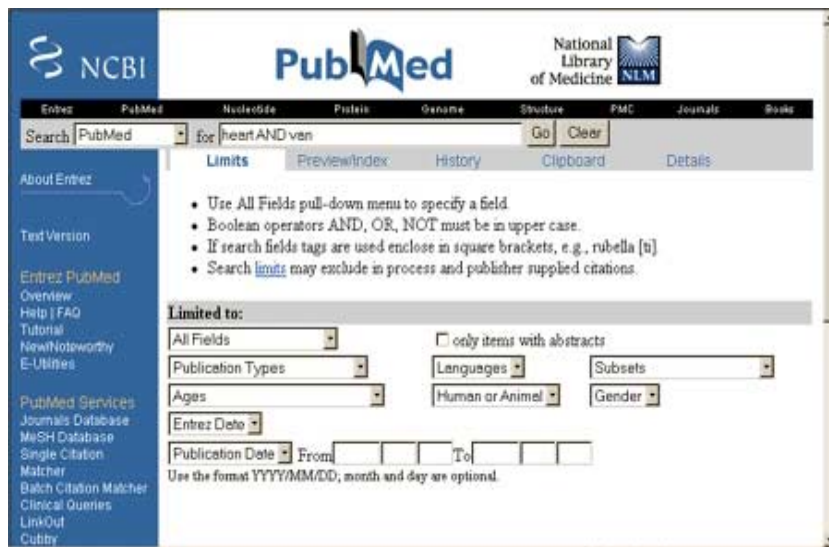 NCBI
PubMed
National
Library
of Medicine NLM
Entrez PubMed Nucleotide Protein Genome Structure PMC Journals Books
Search PubMed for heart AND van Go Clear
Limits Preview/Index History Clipboard Details
About Entrez
Text Version
Entrez PubMed
Overview
Help | FAQ
Tutorial
New/Noteworthy
E-Utilities
PubMed Services
Journals Database
MeSH Database
Single Citation
Matcher
Batch Citation Matcher
Clinical Queries
LinkOut
Cubby
• Use All Fields pull-down menu to specify a field.
• Boolean operators AND, OR, NOT must be in upper case.
• If search fields tags are used enclose in square brackets, e.g., rubella [ti].
• Search limits may exclude in process and publisher supplied citations.
Limited to:
All Fields only items with abstracts
Publication Types Languages Subsets
Ages Human or Animal Gender
Entrez Date
Publication Date From To
Use the format YYYY/MM/DD; month and day are optional.